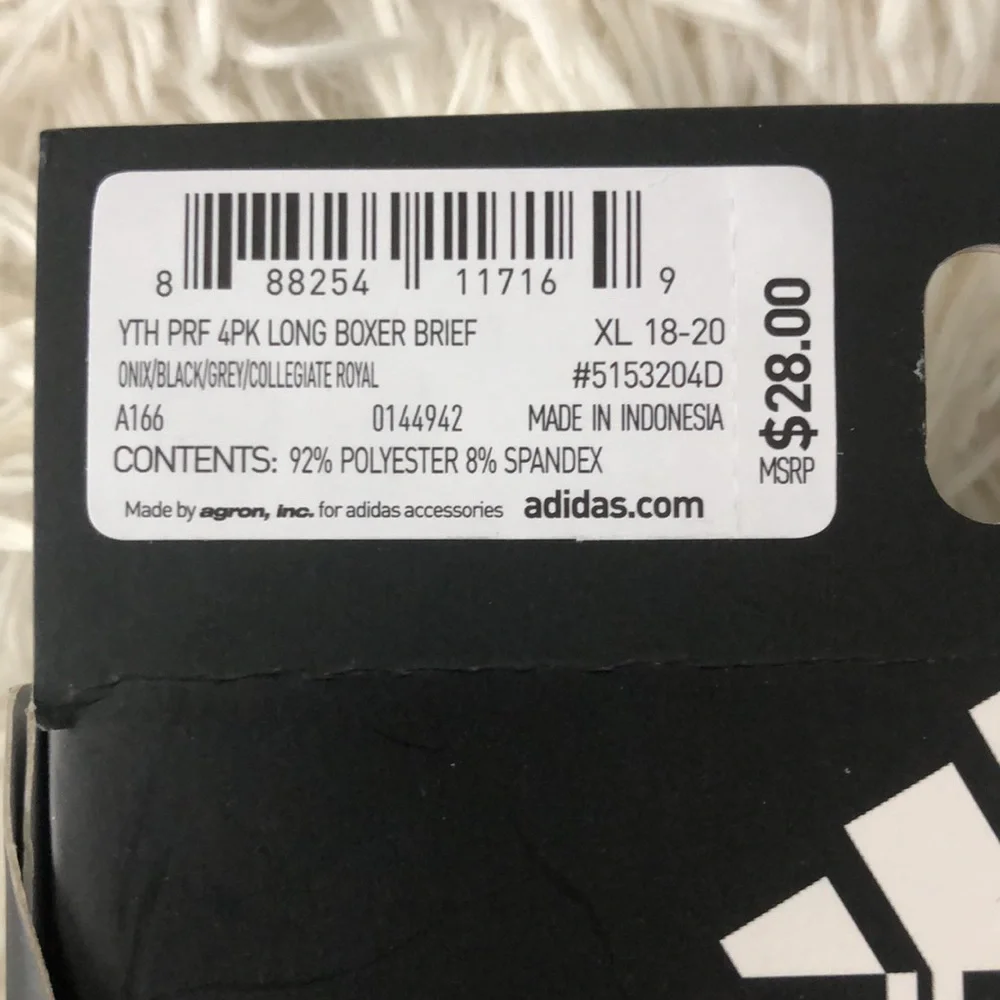 8 88254 11716 9
YTH PRF 4PK LONG BOXER BRIEF XL 18-20
ONIX/BLACK/GREY/COLLEGIATE ROYAL #5153204D
A166 0144942 MADE IN INDONESIA
CONTENTS: 92% POLYESTER 8% SPANDEX
Made by agron, inc. for adidas accessories adidas.com
$28.00
MSRP